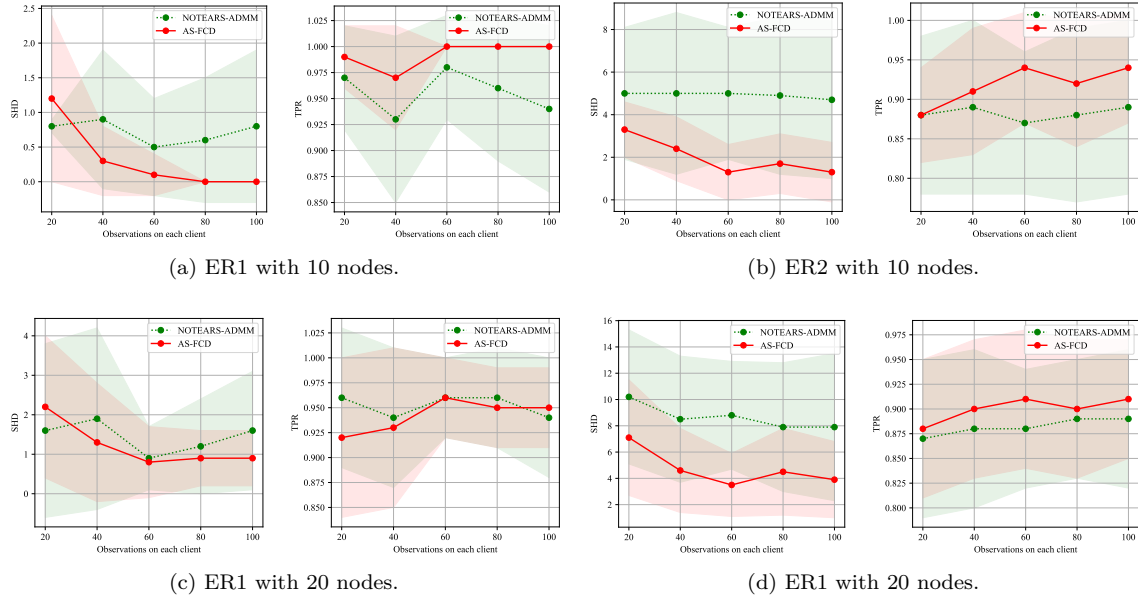 2.5
2.0
1.5
1.0
0.5
0.0
SHD
NOTEARS-ADMM
AS-FCD
20 40 60 80 100
Observations on each client
1.025
1.000
0.975
0.950
0.925
0.900
0.875
0.850
TPR
NOTEARS-ADMM
AS-FCD
20 40 60 80 100
Observations on each client
(a) ER1 with 10 nodes.
8
6
4
2
0
SHD
NOTEARS-ADMM
AS-FCD
20 40 60 80 100
Observations on each client
1.00
0.95
0.90
0.85
0.80
TPR
NOTEARS-ADMM
AS-FCD
20 40 60 80 100
Observations on each client
(b) ER2 with 10 nodes.
4
3
2
1
0
SHD
NOTEARS-ADMM
AS-FCD
20 40 60 80 100
Observations on each client
1.025
1.000
0.975
0.950
0.925
0.900
0.875
0.850
TPR
NOTEARS-ADMM
AS-FCD
20 40 60 80 100
Observations on each client
(c) ER1 with 20 nodes.
16
14
12
10
8
6
4
2
SHD
NOTEARS-ADMM
AS-FCD
20 40 60 80 100
Observations on each client
0.975
0.950
0.925
0.900
0.875
0.850
0.825
0.800
TPR
NOTEARS-ADMM
AS-FCD
20 40 60 80 100
Observations on each client
(d) ER1 with 20 nodes.